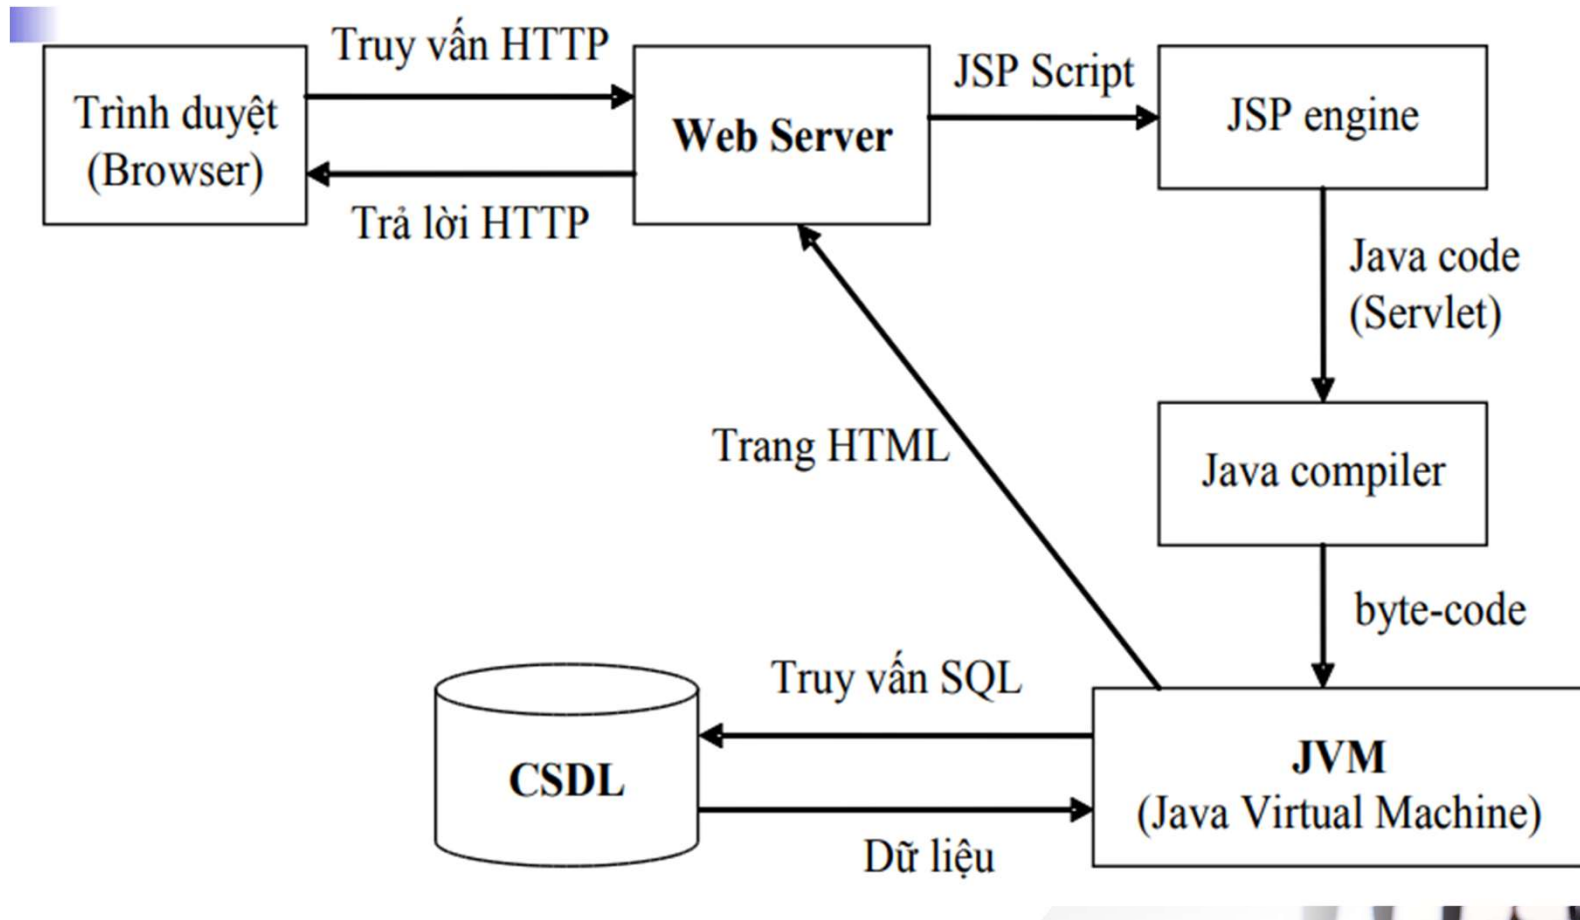 Truy vấn HTTP
Trình duyệt
(Browser)
Trả lời HTTP
Web Server
JSP Script
JSP engine
Java code
(Servlet)
Java compiler
byte-code
Trang HTML
Truy vấn SQL
CSDL
Dữ liệu
JVM
(Java Virtual Machine)